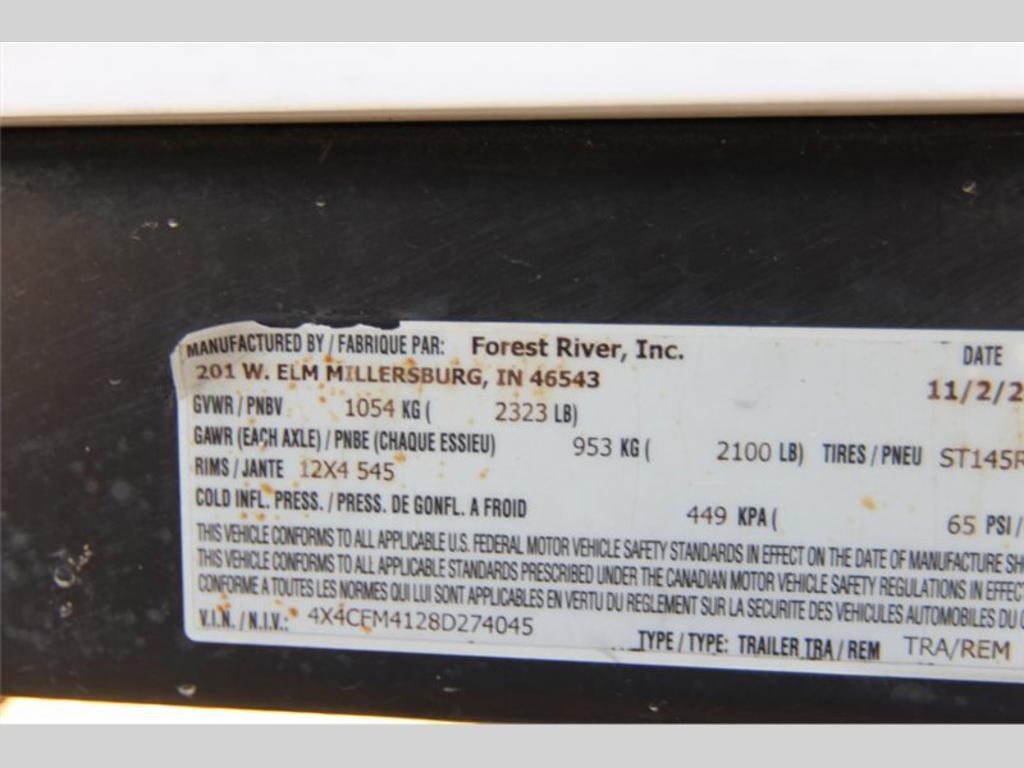 MANUFACTURED BY / FABRIQUE PAR: Forest River, Inc. DATE
201 W. ELM MILLERSBURG, IN 46543 11/2/2
GVWR / PNBV 1054 KG ( 2323 LB)
GAWR (EACH AXLE) / PNBE (CHAQUE ESSIEU) 953 KG ( 2100 LB) TIRES / PNEU ST145R
RIMS / JANTE 12X4 545
COLD INFL. PRESS. / PRESS. DE GONFL. A FROID 449 KPA ( 65 PSI /
THIS VEHICLE CONFORMS TO ALL APPLICABLE U.S. FEDERAL MOTOR VEHICLE SAFETY STANDARDS IN EFFECT ON THE DATE OF MANUFACTURE SH
THIS VEHICLE CONFORMS TO ALL APPLICABLE STANDARDS PRESCRIBED UNDER THE CANADIAN MOTOR VEHICLE SAFETY REGULATIONS IN EFFECT
CONFORME A TOUTES LES NORMES QUI LUI SONT APPLICABLES EN VERTU DU REGLEMENT SUR LA SECURITE DES VEHICULES AUTOMOBILES DU
V.I.N. / N.I.V.: 4X4CFM4128D274045 TYPE / TYPE: TRAILER TRA / REM TRA/REM